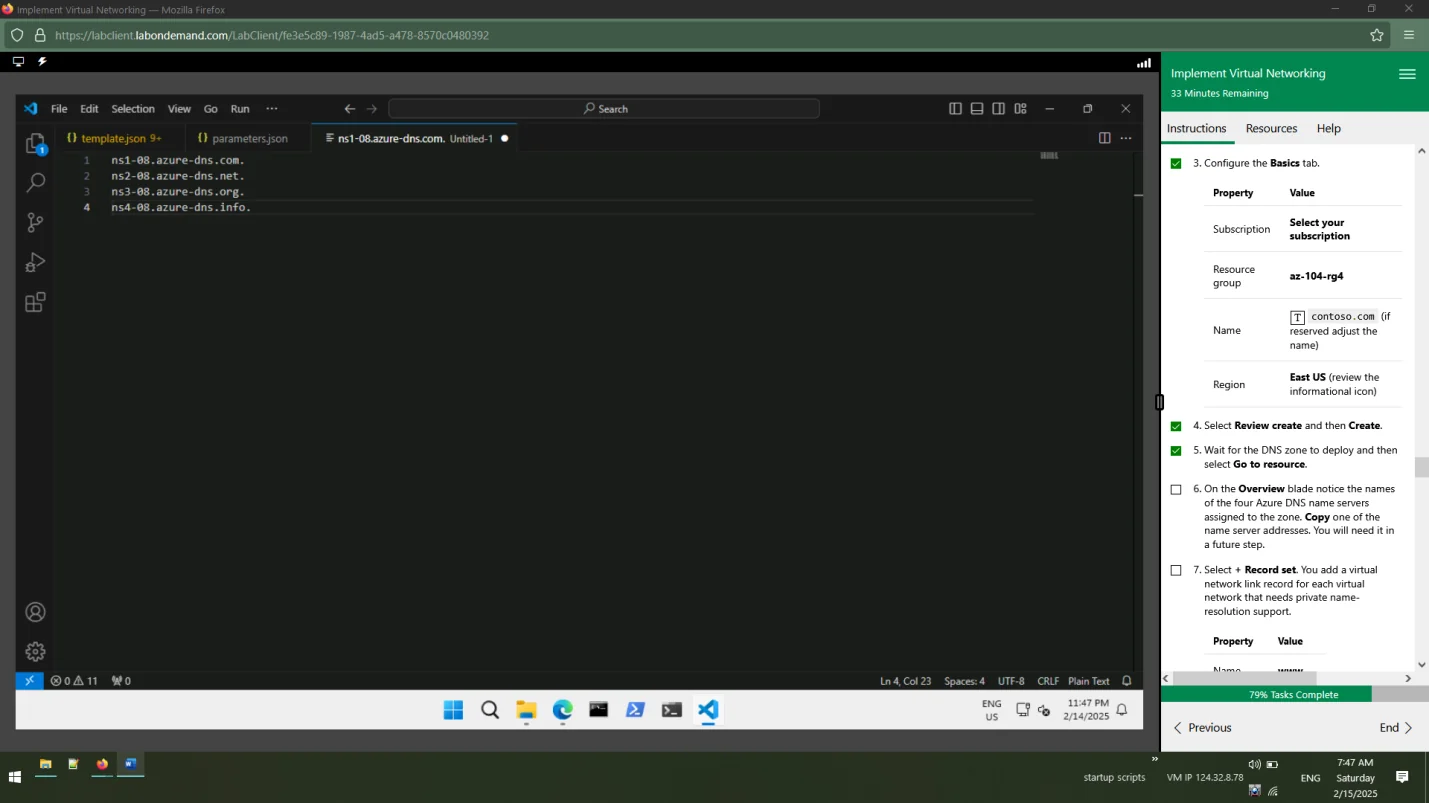 Implement Virtual Networking — Mozilla Firefox
https://labclient.labondemand.com/LabClient/fe3e5c89-1987-4ad5-a478-8570c0480392
File Edit Selection View Go Run ··· Search
template.json 9+ parameters.json ns1-08.azure-dns.com. Untitled-1
1 ns1-08.azure-dns.com.
2 ns2-08.azure-dns.net.
3 ns3-08.azure-dns.org.
4 ns4-08.azure-dns.info.
1
0 11 0 Ln 4, Col 23 Spaces: 4 UTF-8 CRLF Plain Text
ENG
US
11:47 PM
2/14/2025
Implement Virtual Networking
33 Minutes Remaining
Instructions Resources Help
3. Configure the Basics tab.
Property Value
Subscription Select your
subscription
Resource
group az-104-rg4
Name T contoso.com (if
reserved adjust the
name)
Region East US (review the
informational icon)
4. Select Review create and then Create.
5. Wait for the DNS zone to deploy and then
select Go to resource.
6. On the Overview blade notice the names
of the four Azure DNS name servers
assigned to the zone. Copy one of the
name server addresses. You will need it in
a future step.
7. Select + Record set. You add a virtual
network link record for each virtual
network that needs private name-
resolution support.
Property Value
Name www
79% Tasks Complete
Previous End
startup scripts
»
VM IP 124.32.8.78
ENG
7:47 AM
Saturday
2/15/2025